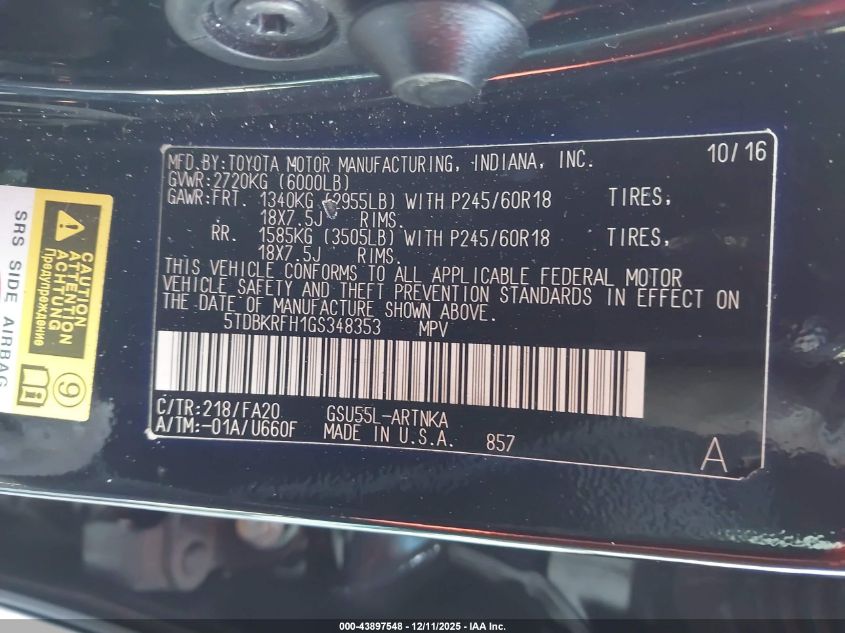 MFD.BY:TOYOTA MOTOR MANUFACTURING, INDIANA, INC. 10/16
GVWR:2720KG (6000LB)
GAWR:FRT. 1340KG (2955LB) WITH P245/60R18 TIRES,
18X7.5J RIMS.
RR. 1585KG (3505LB) WITH P245/60R18 TIRES,
18X7.5J RIMS.
THIS VEHICLE CONFORMS TO ALL APPLICABLE FEDERAL MOTOR
VEHICLE SAFETY AND THEFT PREVENTION STANDARDS IN EFFECT ON
THE DATE OF MANUFACTURE SHOWN ABOVE.
5TDBKRFH1GS348353 MPV
C/TR:218/FA20 GSU55L-ARTNKA
A/TM:-01A/U660F MADE IN U.S.A. 857
A
CAUTION
ATTENTION
ACHTUNG
Предупреждение
9
SRS SIDE AIRBAG
000-43897548 - 12/11/2025 - IAA Inc.